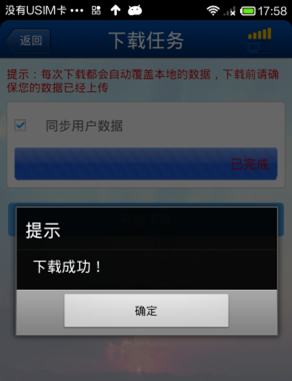 没有USIM卡 ••• 17:58
返回
下载任务
提示：每次下载都会自动覆盖本地的数据，下载前请确
保您的数据已经上传
同步用户数据
已完成
提示
下载成功！
确定